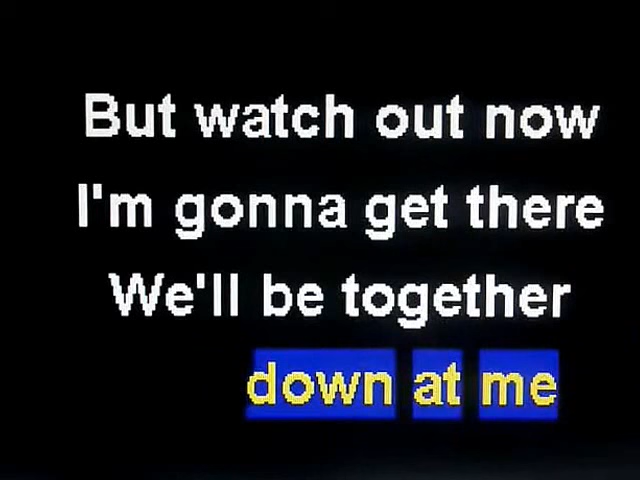 But watch out now
I'm gonna get there
We'll be together
down at me